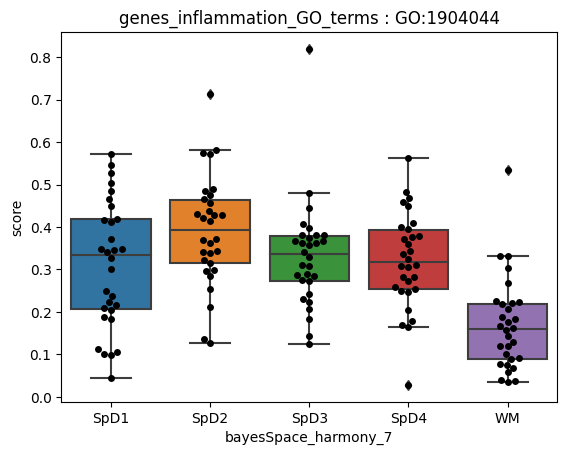 genes_inflammation_GO_terms : GO:1904044
0.8
0.7
0.6
0.5
0.4
0.3
0.2
0.1
0.0
score
SpD1 SpD2 SpD3 SpD4 WM
bayesSpace_harmony_7